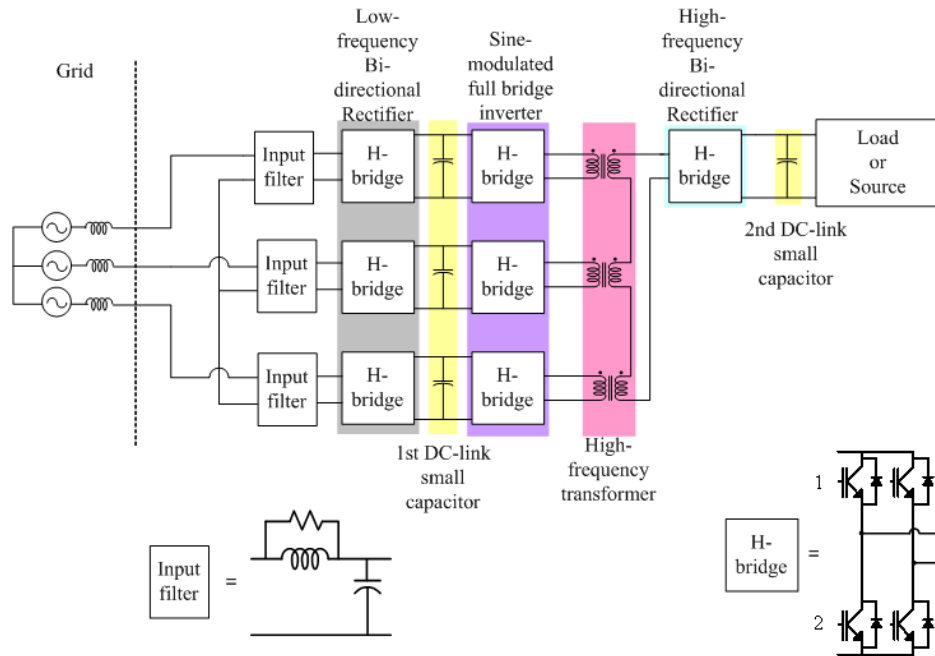 Grid
Low-
frequency
Bi-
directional
Rectifier
Sine-
modulated
full bridge
inverter
High-
frequency
Bi-
directional
Rectifier
Input
filter
H-
bridge
H-
bridge
H-
bridge
Load
or
Source
2nd DC-link
small
capacitor
Input
filter
H-
bridge
H-
bridge
Input
filter
H-
bridge
H-
bridge
1st DC-link
small
capacitor
High-
frequency
transformer
Input
filter
=
H-
bridge
=
1
2